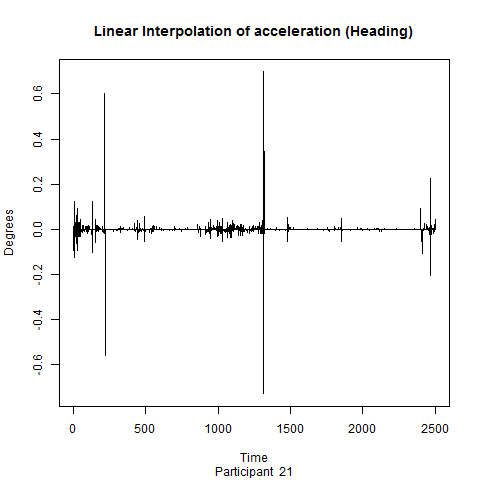 Linear Interpolation of acceleration (Heading)
Degrees
0.6
0.4
0.2
0.0
-0.2
-0.4
-0.6
0 500 1000 1500 2000 2500
Time
Participant 21